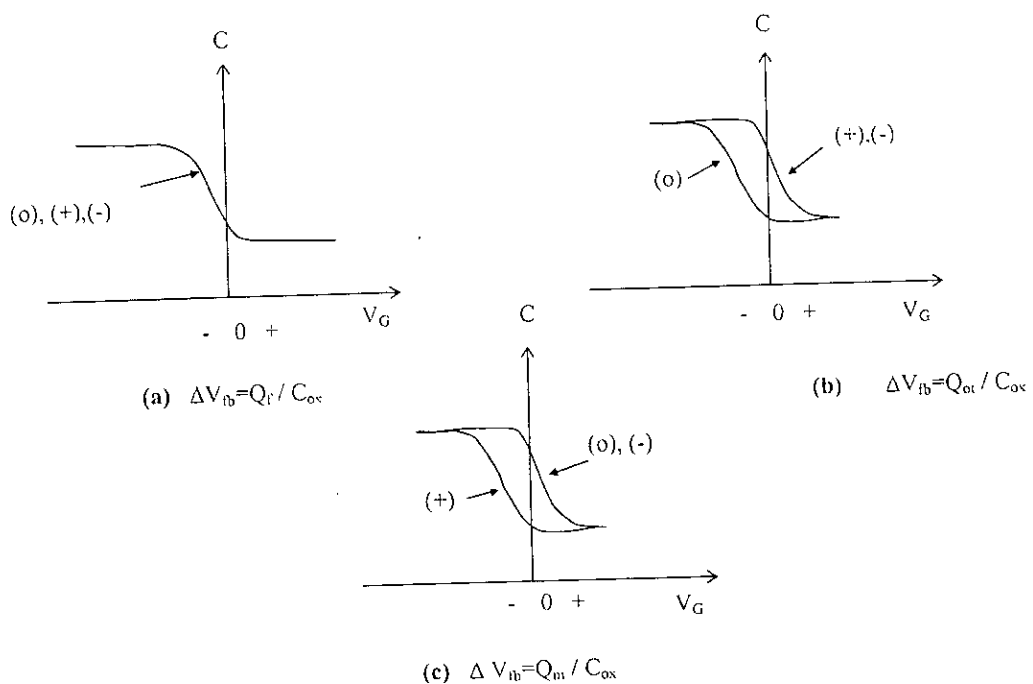 C
(o), (+),(-)
V_G
- 0 +
(a) ΔV_fb=Q_f / C_ox
C
(+),(-)
(o)
V_G
- 0 +
(b) ΔV_fb=Q_ot / C_ox
C
(o), (-)
(+)
V_G
- 0 +
(c) Δ V_fb=Q_m / C_ox